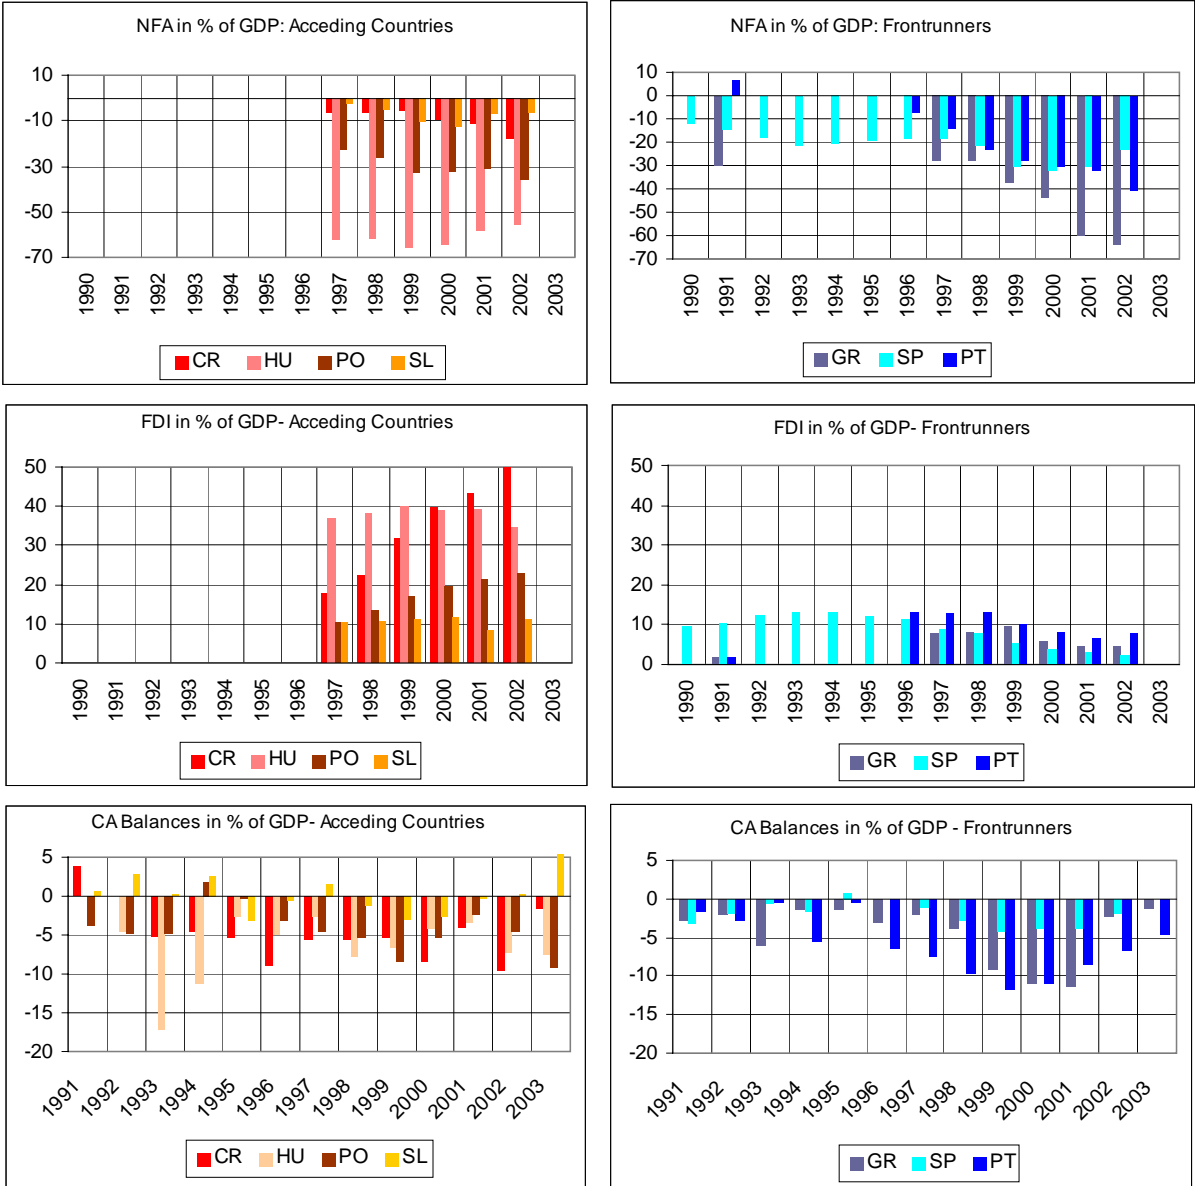 NFA in % of GDP: Acceding Countries
10
-10
-30
-50
-70
1990 1991 1992 1993 1994 1995 1996 1997 1998 1999 2000 2001 2002 2003
CR HU PO SL
NFA in % of GDP: Frontrunners
10
0
-10
-20
-30
-40
-50
-60
-70
1990 1991 1992 1993 1994 1995 1996 1997 1998 1999 2000 2001 2002 2003
GR SP PT
FDI in % of GDP- Acceding Countries
50
40
30
20
10
0
1990 1991 1992 1993 1994 1995 1996 1997 1998 1999 2000 2001 2002 2003
CR HU PO SL
FDI in % of GDP- Frontrunners
50
40
30
20
10
0
1990 1991 1992 1993 1994 1995 1996 1997 1998 1999 2000 2001 2002 2003
GR SP PT
CA Balances in % of GDP- Acceding Countries
5
0
-5
-10
-15
-20
1991 1992 1993 1994 1995 1996 1997 1998 1999 2000 2001 2002 2003
CR HU PO SL
CA Balances in % of GDP - Frontrunners
5
0
-5
-10
-15
-20
1991 1992 1993 1994 1995 1996 1997 1998 1999 2000 2001 2002 2003
GR SP PT